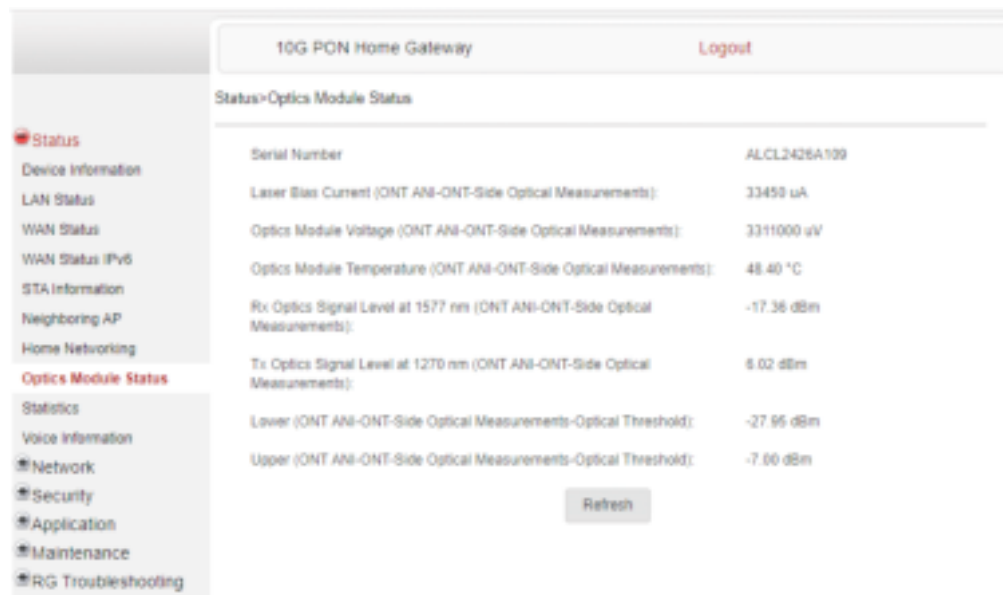 10G PON Home Gateway
Logout
Status>Optics Module Status
Status
Device Information
LAN Status
WAN Status
WAN Status IPv6
STA Information
Neighboring AP
Home Networking
Optics Module Status
Statistics
Voice Information
Network
Security
Application
Maintenance
RG Troubleshooting
Serial Number ALCL2426A109
Laser Bias Current (ONT ANI-ONT-Side Optical Measurements): 33450 uA
Optics Module Voltage (ONT ANI-ONT-Side Optical Measurements): 3311000 uV
Optics Module Temperature (ONT ANI-ONT-Side Optical Measurements): 48.40 °C
Rx Optics Signal Level at 1577 nm (ONT ANI-ONT-Side Optical -17.36 dBm
Measurements):
Tx Optics Signal Level at 1270 nm (ONT ANI-ONT-Side Optical 6.02 dBm
Measurements):
Lower (ONT ANI-ONT-Side Optical Measurements-Optical Threshold): -27.95 dBm
Upper (ONT ANI-ONT-Side Optical Measurements-Optical Threshold): -7.00 dBm
Refresh